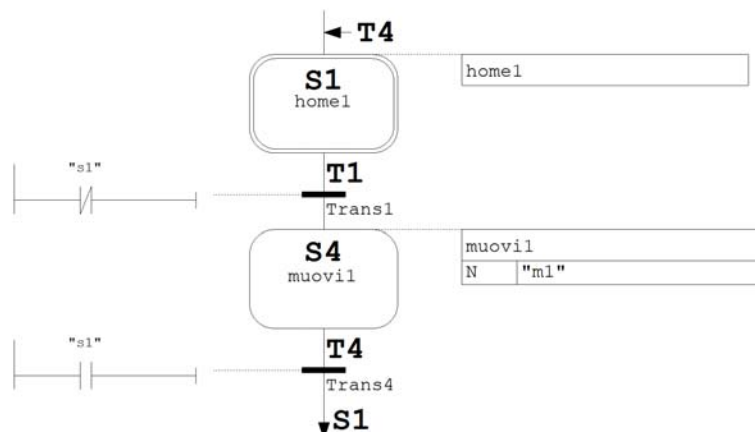 T4
S1
home1
home1
"s1"
T1
Trans1
S4
muovi1
muovi1
N "m1"
"s1"
T4
Trans4
S1